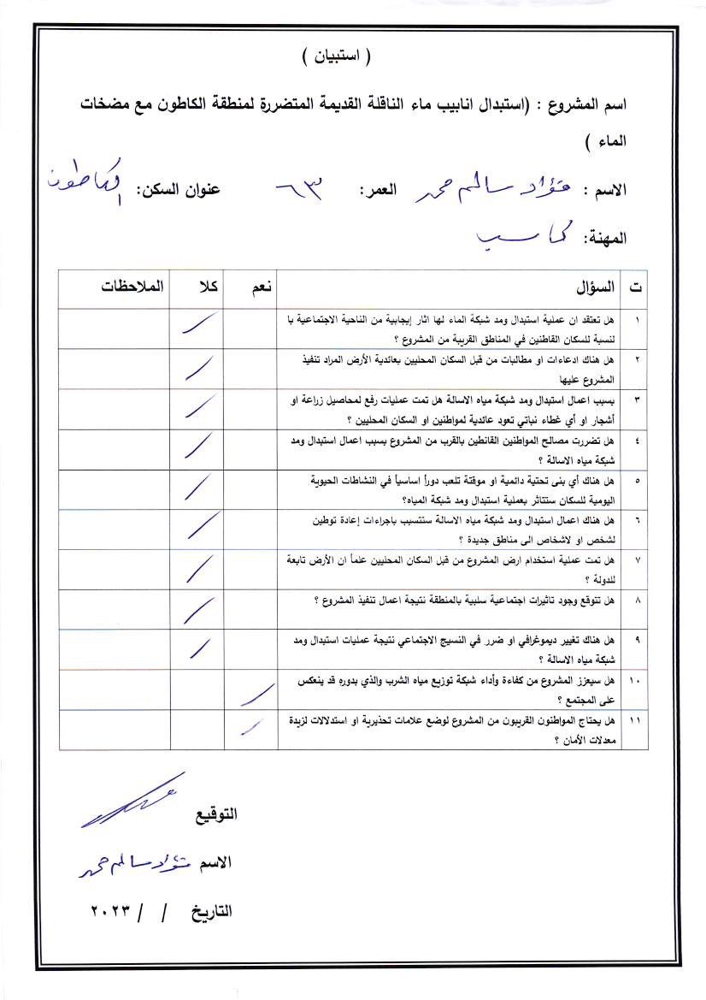 ( استبيان )
اسم المشروع : (استبدال انابيب ماء الناقلة القديمة المتضررة لمنطقة الكاطون مع مضخات
الماء )
الاسم : فؤاد سالم محمد العمر: ٦٣ عنوان السكن: الكاطون
المهنة: كاسب
ت السؤال نعم كلا الملاحظات
١ هل تعتقد ان عملية استبدال ومد شبكة الماء لها اثار إيجابية من الناحية الاجتماعية با
لنسبة للسكان القاطنين في المناطق القريبة من المشروع ؟
٢ هل هناك ادعاءات او مطالبات من قبل السكان المحليين بعائدية الأرض المراد تنفيذ
المشروع عليها
٣ بسبب اعمال استبدال ومد شبكة مياه الاسالة هل تمت عمليات رفع لمحاصيل زراعة او
أشجار او أي غطاء نباتي تعود عائدية لمواطنين او السكان المحليين ؟
٤ هل تضررت مصالح المواطنين القانطين بالقرب من المشروع بسبب اعمال استبدال ومد
شبكة مياه الاسالة ؟
٥ هل هناك أي بنى تحتية دائمية او موقتة تلعب دوراً اساسياً في النشاطات الحيوية
اليومية للسكان ستتاثر بعملية استبدال ومد شبكة المياه؟
٦ هل هناك اعمال استبدال ومد شبكة مياه الاسالة ستتسبب باجراءات إعادة توطين
لشخص او لاشخاص الى مناطق جديدة ؟
٧ هل تمت عملية استخدام ارض المشروع من قبل السكان المحليين علماً ان الأرض تابعة
للدولة ؟
٨ هل تتوقع وجود تاثيرات اجتماعية سلبية بالمنطقة نتيجة اعمال تنفيذ المشروع ؟
٩ هل هناك تغيير ديموغرافي او ضرر في النسيج الاجتماعي نتيجة عمليات استبدال ومد
شبكة مياه الاسالة ؟
١٠ هل سيعزز المشروع من كفاءة وأداء شبكة توزيع مياه الشرب والذي بدوره قد ينعكس
على المجتمع ؟
١١ هل يحتاج المواطنون القريبون من المشروع لوضع علامات تحذيرية او استدلالات لزيدة
معدلات الأمان ؟
التوقيع
الاسم فؤاد سالم محمد
التاريخ / / ٢٠٢٣